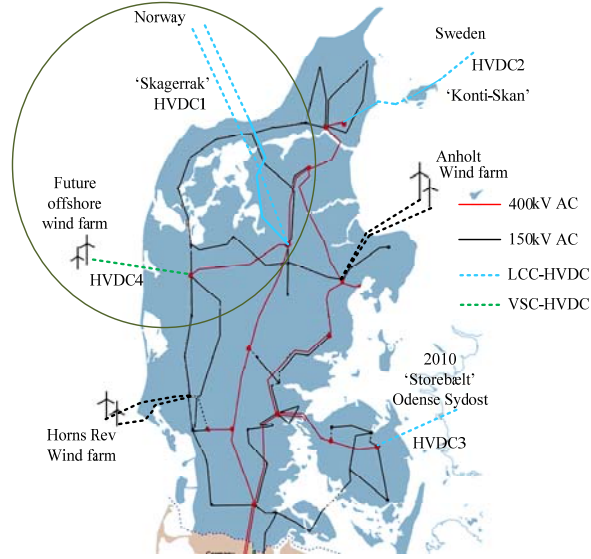 Norway
Sweden
HVDC2
'Skagerrak'
HVDC1
'Konti-Skan'
Anholt
Wind farm
Future
offshore
wind farm
400kV AC
150kV AC
LCC-HVDC
VSC-HVDC
HVDC4
2010
'Storebælt'
Odense Sydost
Horns Rev
Wind farm
HVDC3
Germany